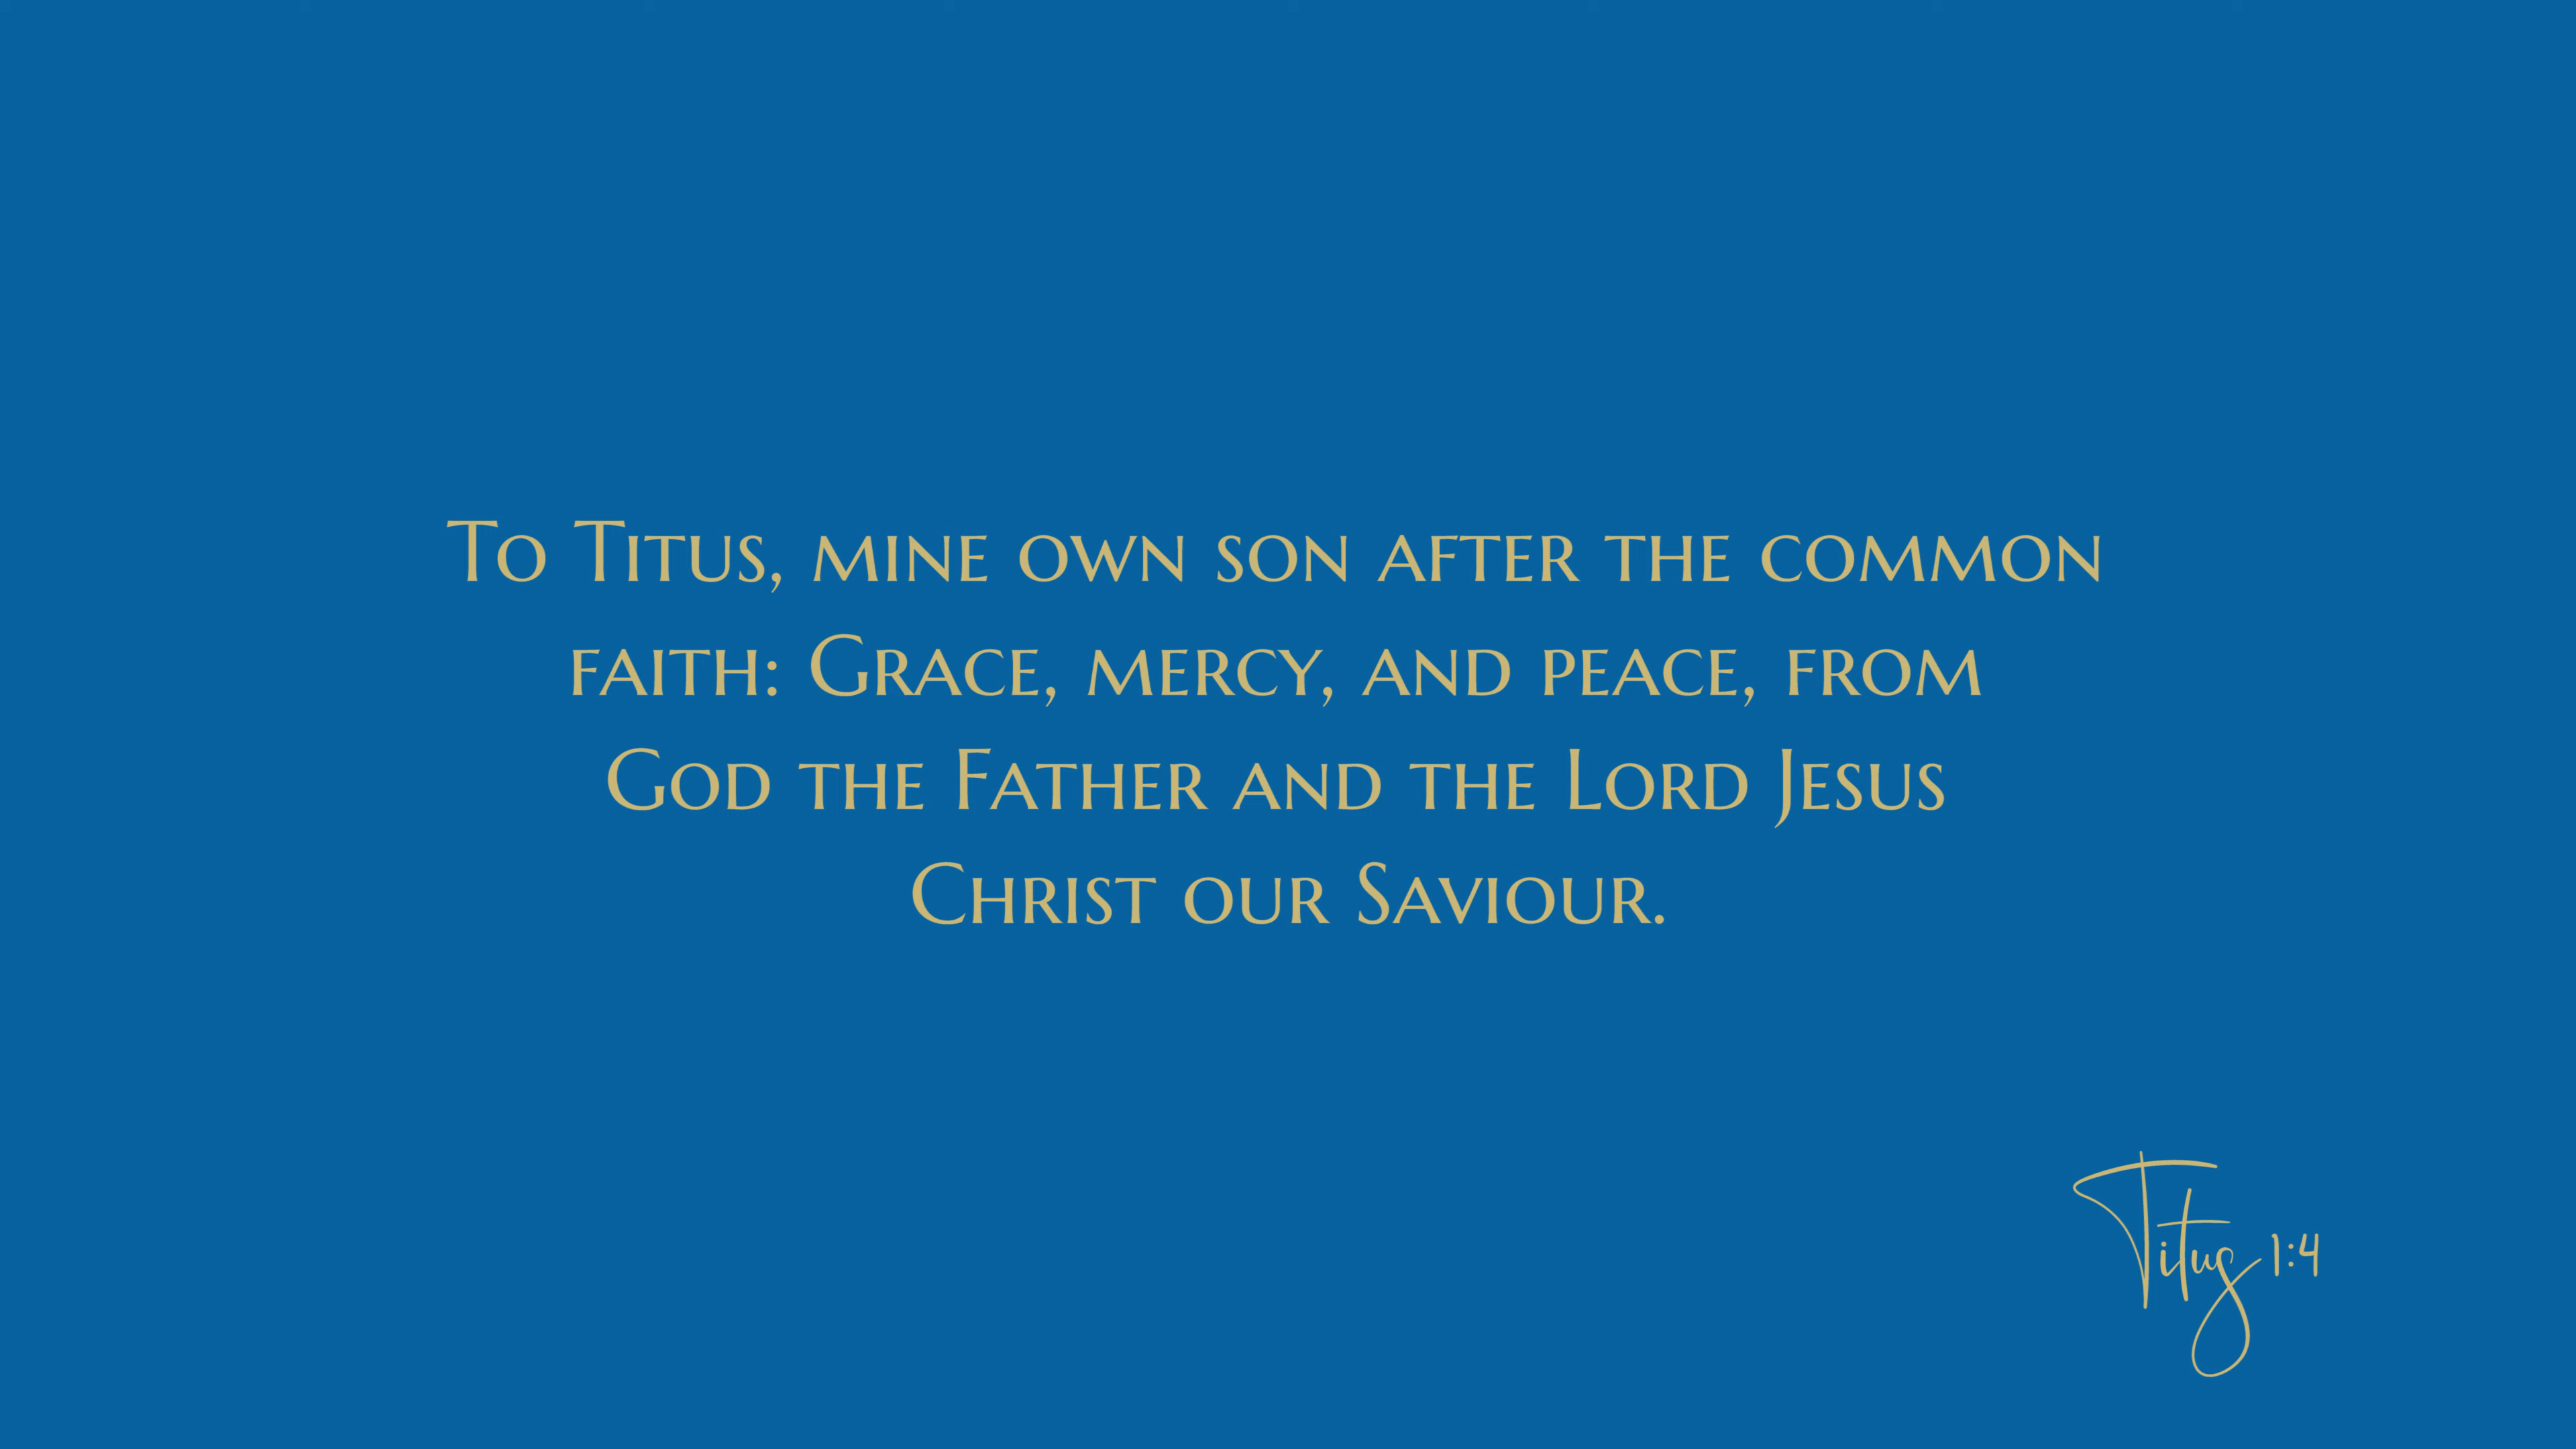 To Titus, mine own son after the common
faith: Grace, mercy, and peace, from
God the Father and the Lord Jesus
Christ our Saviour.
Titus 1:4